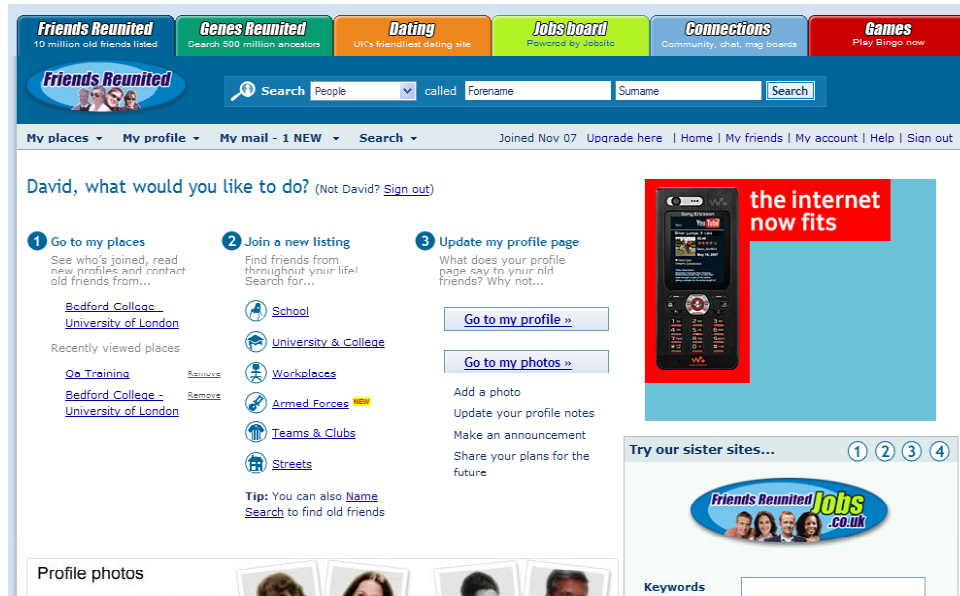 Friends Reunited
19 million old friends listed
Genes Reunited
Search 500 million ancestors
Dating
UK's friendliest dating site
Jobs board
Powered by Jobsite
Connections
Community, chat, msg boards
Games
Play Bingo now
Friends Reunited
Search People called Forename Surname Search
My places My profile My mail - 1 NEW Search Joined Nov 07 Upgrade here | Home | My friends | My account | Help | Sign out
David, what would you like to do? (Not David? Sign out)
1 Go to my places
See who's joined, read
new profiles and contact
old friends from...
Bedford College -
University of London
Recently viewed places
Qa Training Remove
Bedford College - Remove
University of London
2 Join a new listing
Find friends from
throughout your life!
Search for...
School
University & College
Workplaces
Armed Forces NEW
Teams & Clubs
Streets
Tip: You can also Name
Search to find old friends
3 Update my profile page
What does your profile
page say to your old
friends? Why not...
Go to my profile »
Go to my photos »
Add a photo
Update your profile notes
Make an announcement
Share your plans for the
future
the internet
now fits
Sony Ericsson
You Tube
Try our sister sites... 1 2 3 4
Friends Reunited Jobs
.co.uk
Keywords
Profile photos